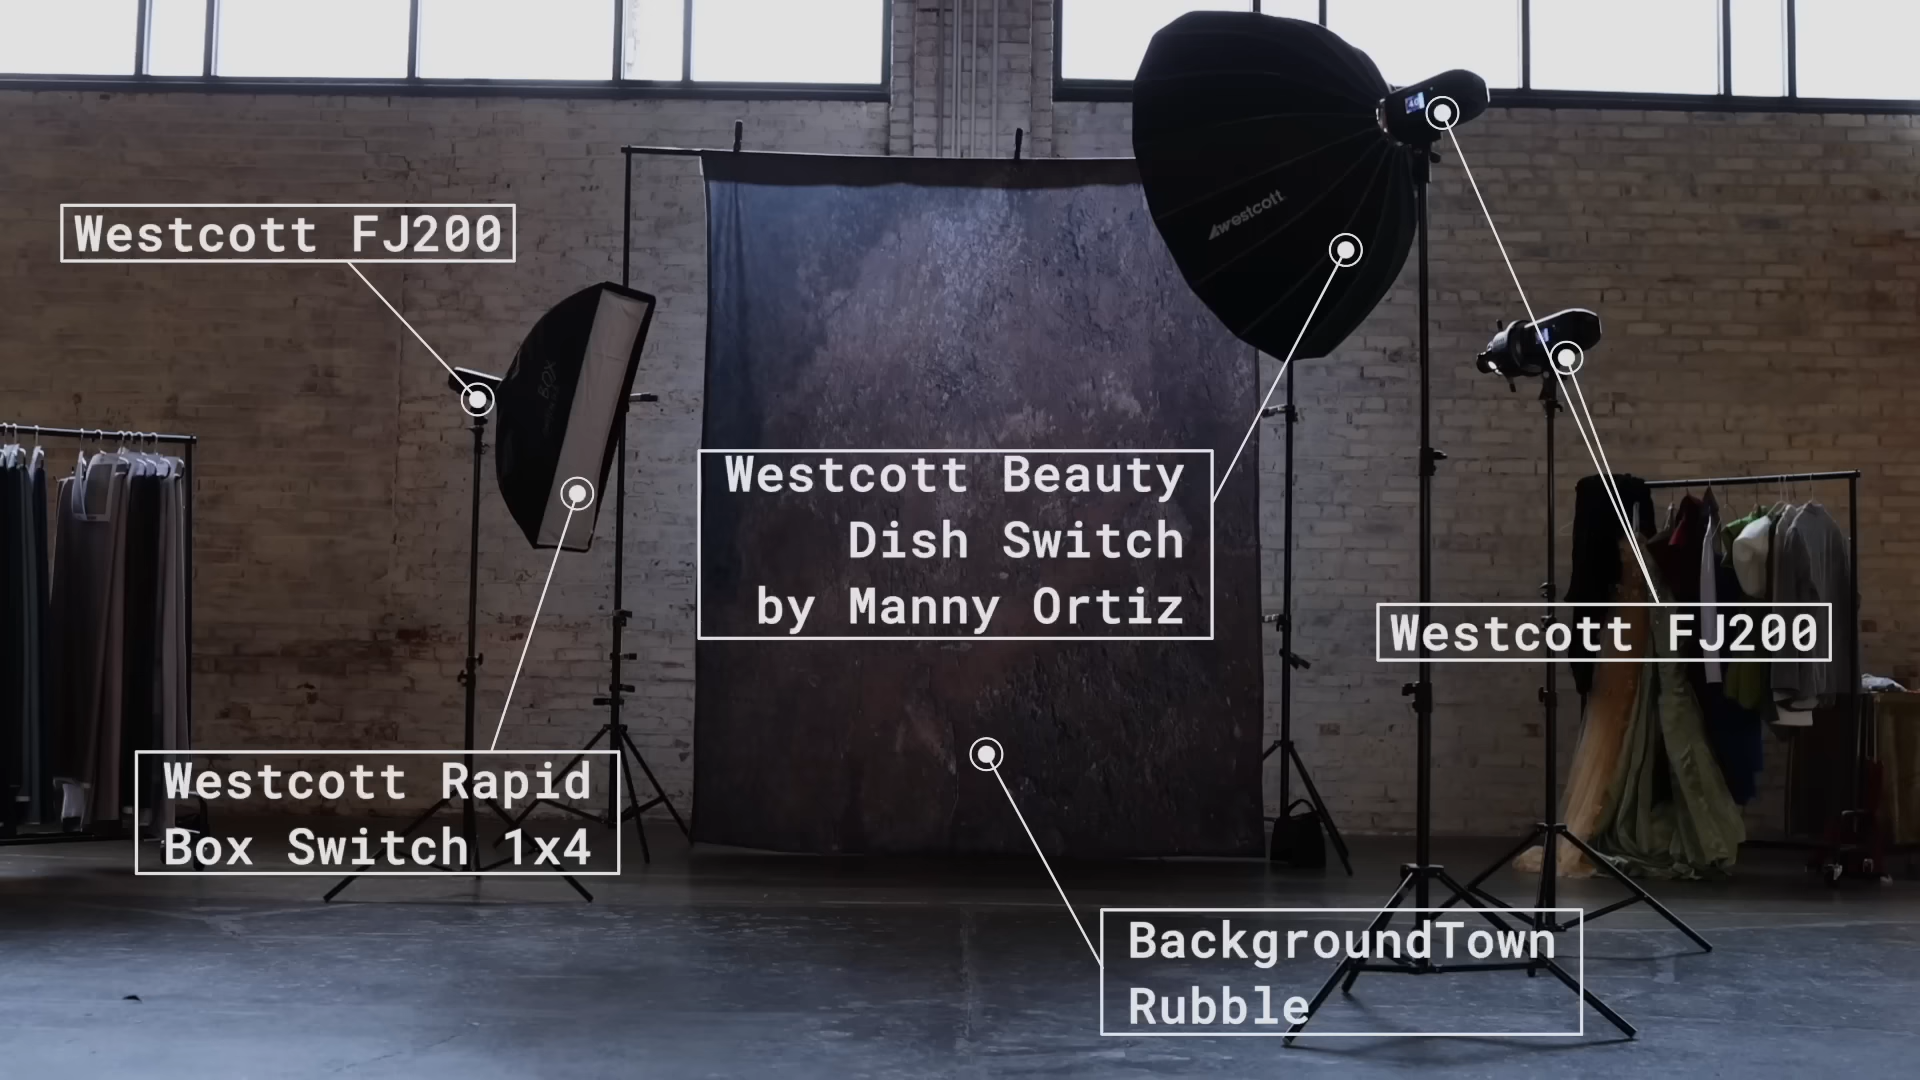 Westcott FJ200
westcott
Westcott Beauty
Dish Switch
by Manny Ortiz
Westcott FJ200
Westcott Rapid
Box Switch 1x4
BackgroundTown
Rubble